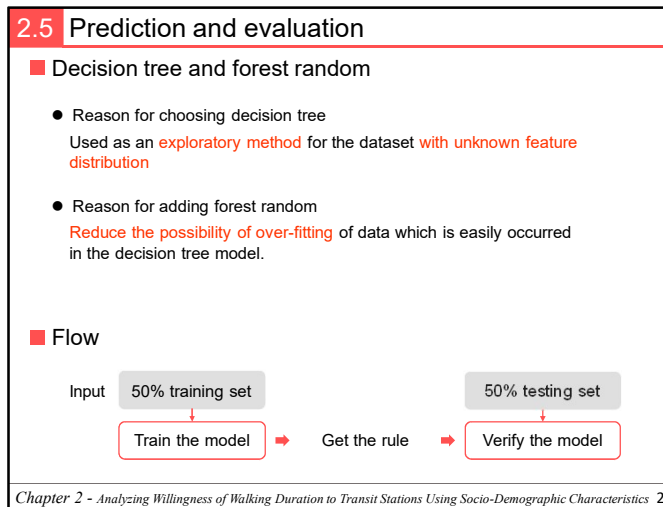 2.5 Prediction and evaluation
Decision tree and forest random
Reason for choosing decision tree
Used as an exploratory method for the dataset with unknown feature
distribution
Reason for adding forest random
Reduce the possibility of over-fitting of data which is easily occurred
in the decision tree model.
Flow
Input 50% training set 50% testing set
Train the model Get the rule Verify the model
Chapter 2 - Analyzing Willingness of Walking Duration to Transit Stations Using Socio-Demographic Characteristics 2